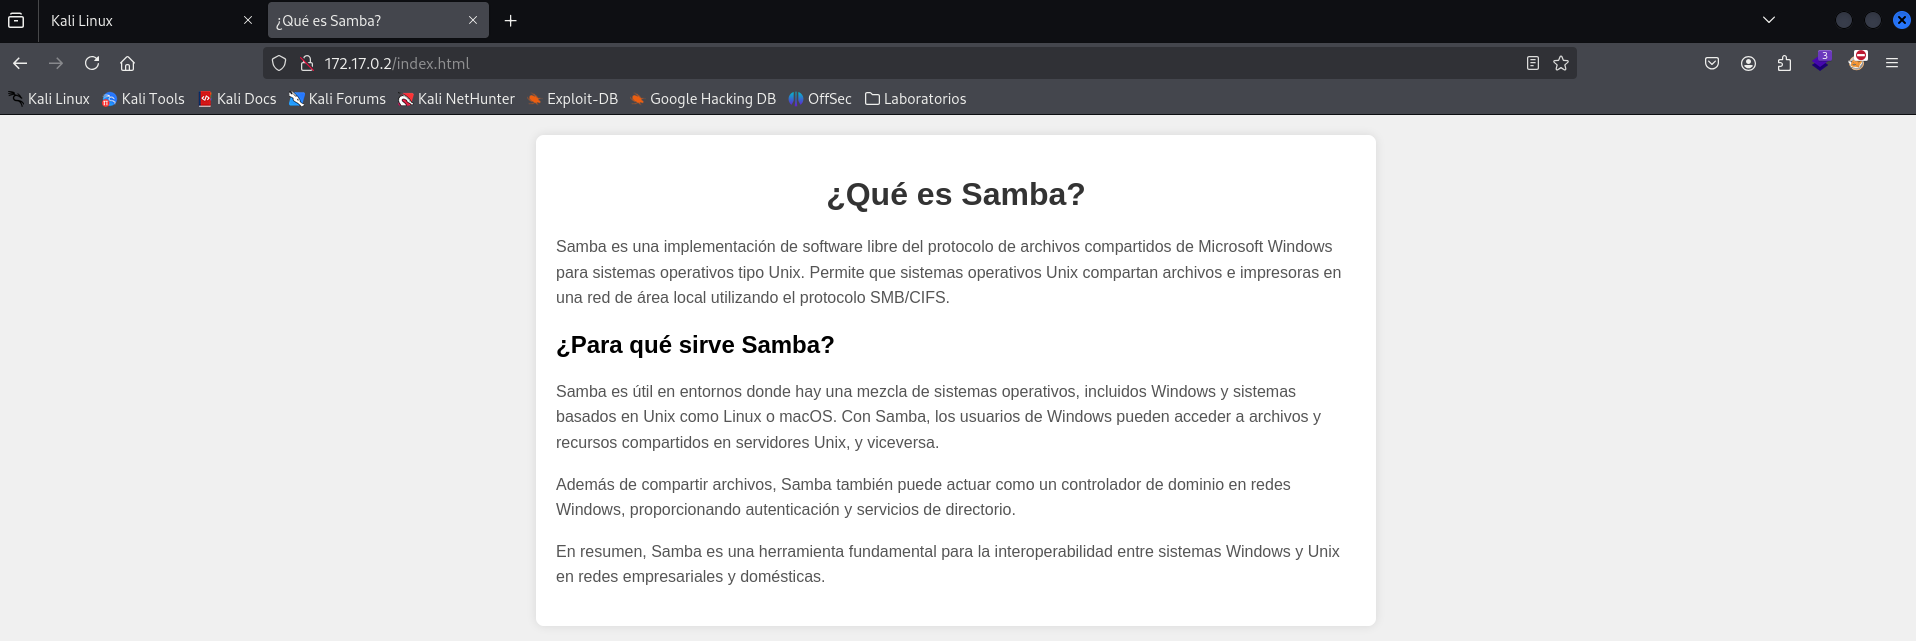 Kali Linux
¿Qué es Samba?
172.17.0.2/index.html
3
Kali Linux
Kali Tools
Kali Docs
Kali Forums
Kali NetHunter
Exploit-DB
Google Hacking DB
OffSec
Laboratorios
¿Qué es Samba?
Samba es una implementación de software libre del protocolo de archivos compartidos de Microsoft Windows
para sistemas operativos tipo Unix. Permite que sistemas operativos Unix compartan archivos e impresoras en
una red de área local utilizando el protocolo SMB/CIFS.
¿Para qué sirve Samba?
Samba es útil en entornos donde hay una mezcla de sistemas operativos, incluidos Windows y sistemas
basados en Unix como Linux o macOS. Con Samba, los usuarios de Windows pueden acceder a archivos y
recursos compartidos en servidores Unix, y viceversa.
Además de compartir archivos, Samba también puede actuar como un controlador de dominio en redes
Windows, proporcionando autenticación y servicios de directorio.
En resumen, Samba es una herramienta fundamental para la interoperabilidad entre sistemas Windows y Unix
en redes empresariales y domésticas.